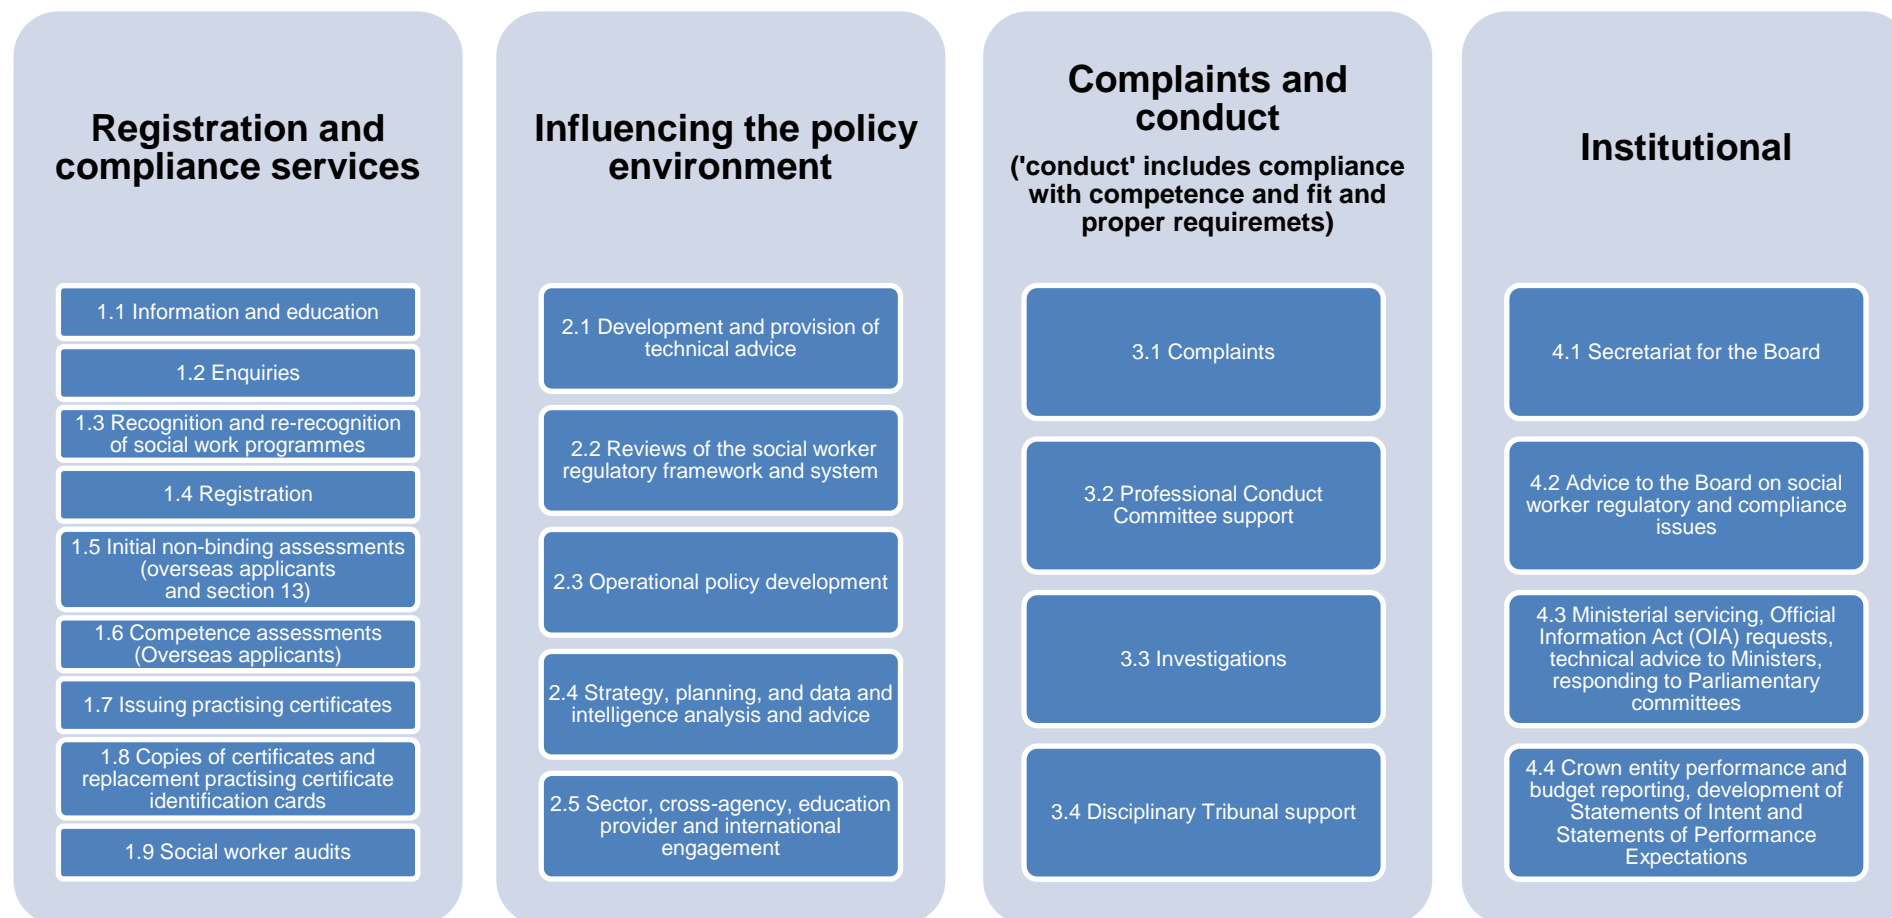 Registration and
compliance services
1.1 Information and education
1.2 Enquiries
1.3 Recognition and re-recognition
of social work programmes
1.4 Registration
1.5 Initial non-binding assessments
(overseas applicants
and section 13)
1.6 Competence assessments
(Overseas applicants)
1.7 Issuing practising certificates
1.8 Copies of certificates and
replacement practising certificate
identification cards
1.9 Social worker audits
Influencing the policy
environment
2.1 Development and provision of
technical advice
2.2 Reviews of the social worker
regulatory framework and system
2.3 Operational policy development
2.4 Strategy, planning, and data and
intelligence analysis and advice
2.5 Sector, cross-agency, education
provider and international
engagement
Complaints and
conduct
('conduct' includes compliance
with competence and fit and
proper requiremets)
3.1 Complaints
3.2 Professional Conduct
Committee support
3.3 Investigations
3.4 Disciplinary Tribunal support
Institutional
4.1 Secretariat for the Board
4.2 Advice to the Board on social
worker regulatory and compliance
issues
4.3 Ministerial servicing, Official
Information Act (OIA) requests,
technical advice to Ministers,
responding to Parliamentary
committees
4.4 Crown entity performance and
budget reporting, development of
Statements of Intent and
Statements of Performance
Expectations